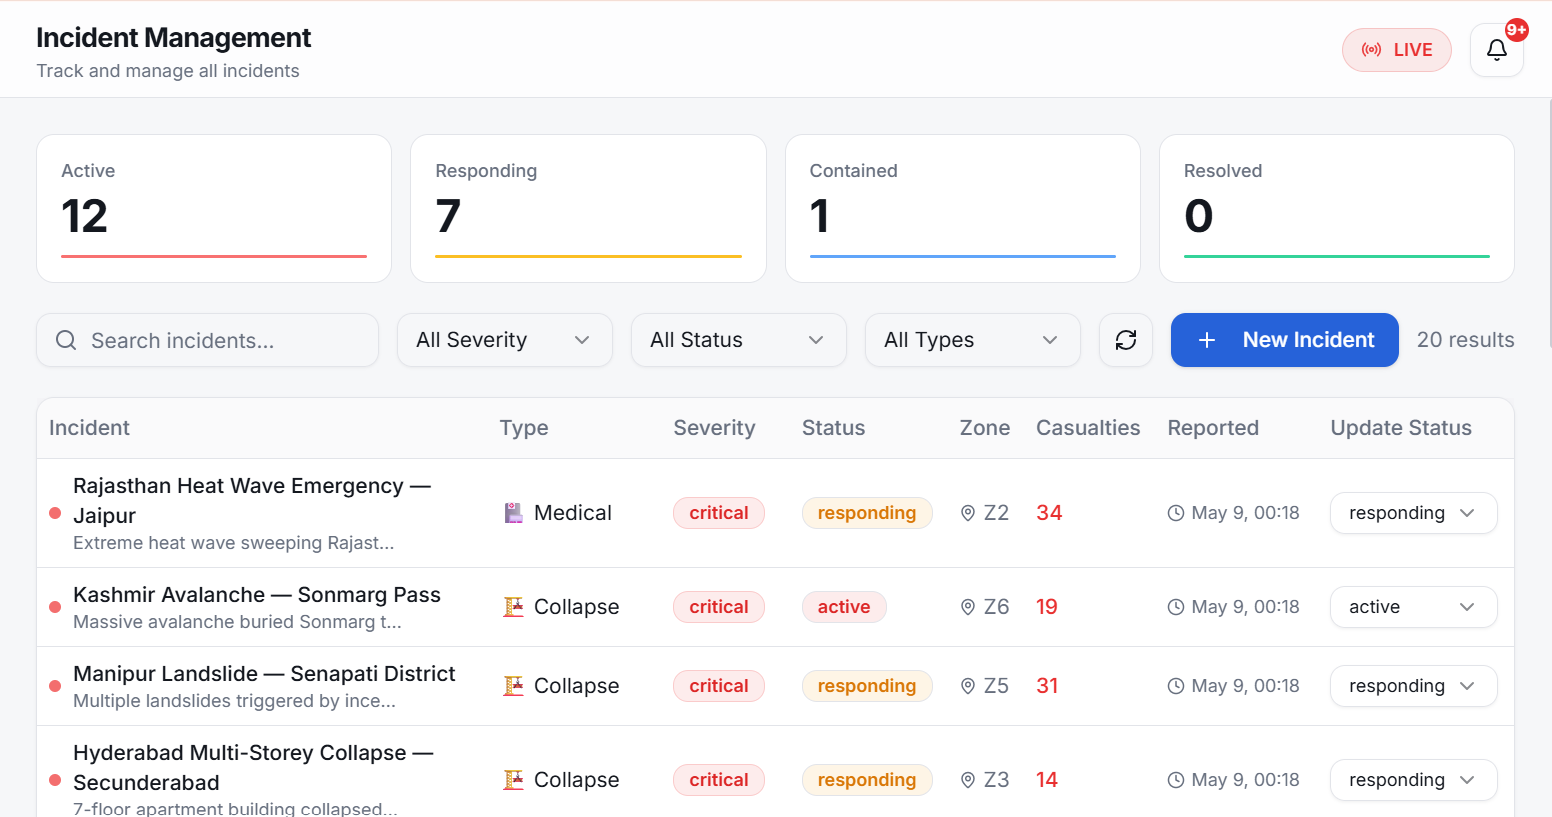 Incident Management
Track and manage all incidents
LIVE
9+
Active
12
Responding
7
Contained
1
Resolved
0
Search incidents...
All Severity
All Status
All Types
New Incident
20 results
Incident Type Severity Status Zone Casualties Reported Update Status
Rajasthan Heat Wave Emergency —
Jaipur
Extreme heat wave sweeping Rajast...
Medical critical responding Z2 34 May 9, 00:18 responding
Kashmir Avalanche — Sonmarg Pass
Massive avalanche buried Sonmarg t...
Collapse critical active Z6 19 May 9, 00:18 active
Manipur Landslide — Senapati District
Multiple landslides triggered by ince...
Collapse critical responding Z5 31 May 9, 00:18 responding
Hyderabad Multi-Storey Collapse —
Secunderabad
7-floor apartment building collapsed...
Collapse critical responding Z3 14 May 9, 00:18 responding